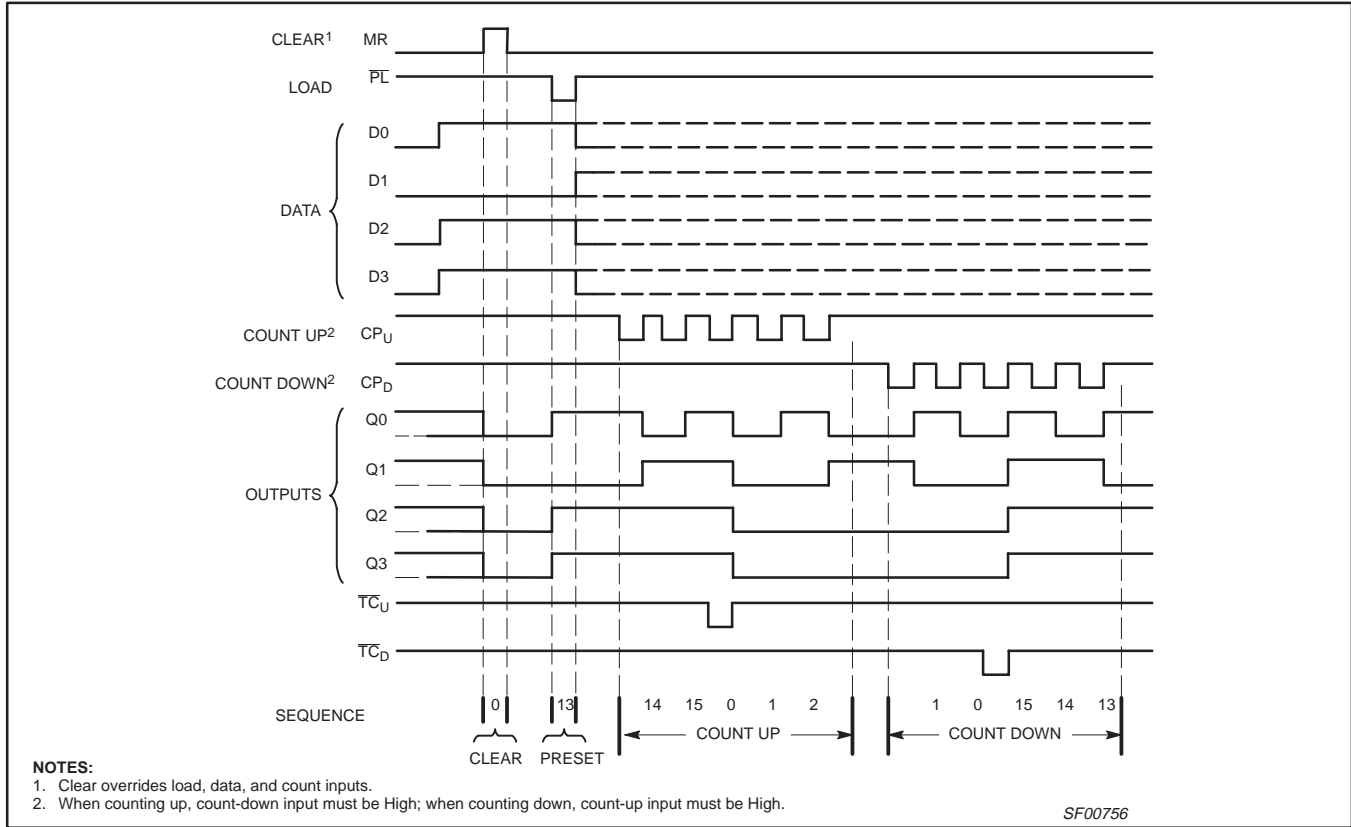 CLEAR1 MR
LOAD PL
DATA
D0
D1
D2
D3
COUNT UP2 CPU
COUNT DOWN2 CPD
OUTPUTS
Q0
Q1
Q2
Q3
TCU
TCD
SEQUENCE 0 13 14 15 0 1 2 1 0 15 14 13
COUNT UP COUNT DOWN
CLEAR PRESET
NOTES:
1. Clear overrides load, data, and count inputs.
2. When counting up, count-down input must be High; when counting down, count-up input must be High.
SF00756